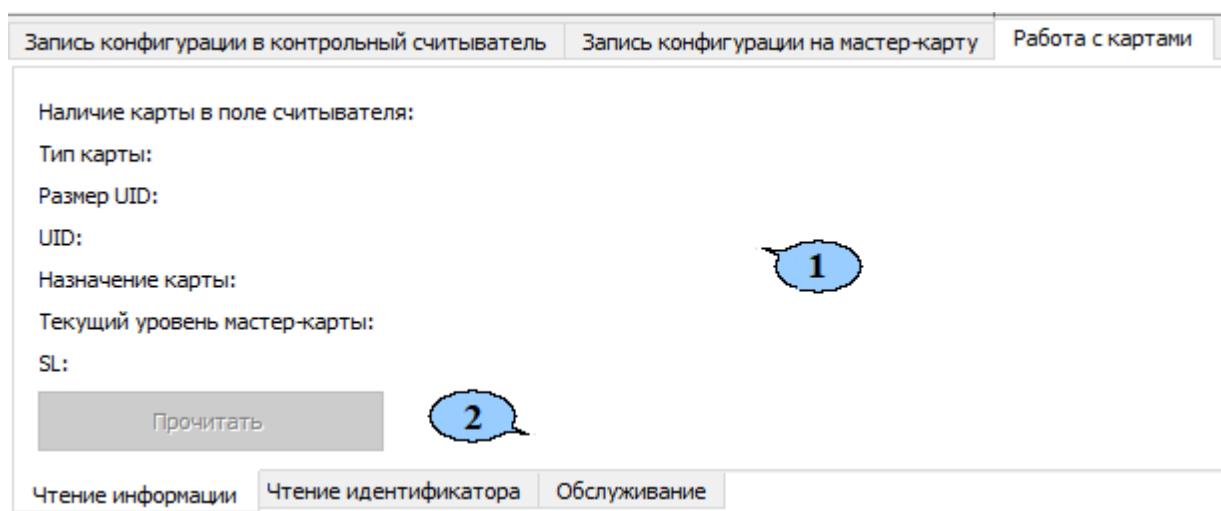 Запись конфигурации в контрольный считыватель Запись конфигурации на мастер-карту Работа с картами
Наличие карты в поле считывателя:
Тип карты:
Размер UID:
UID:
1
Назначение карты:
Текущий уровень мастер-карты:
SL:
Прочитать
2
Чтение информации Чтение идентификатора Обслуживание